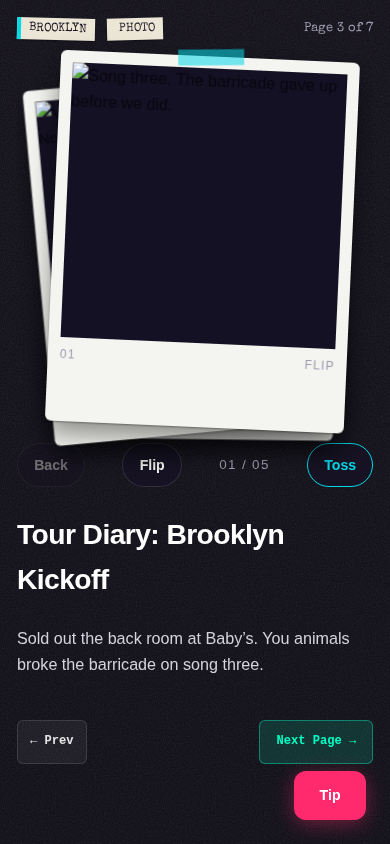 BROOKLYN PHOTO Page 3 of 7
Song three. The barricade gave up
before we did.
01
FLIP
Back Flip 01 / 05 Toss
Tour Diary: Brooklyn
Kickoff
Sold out the back room at Baby's. You animals
broke the barricade on song three.
← Prev Next Page →
Tip